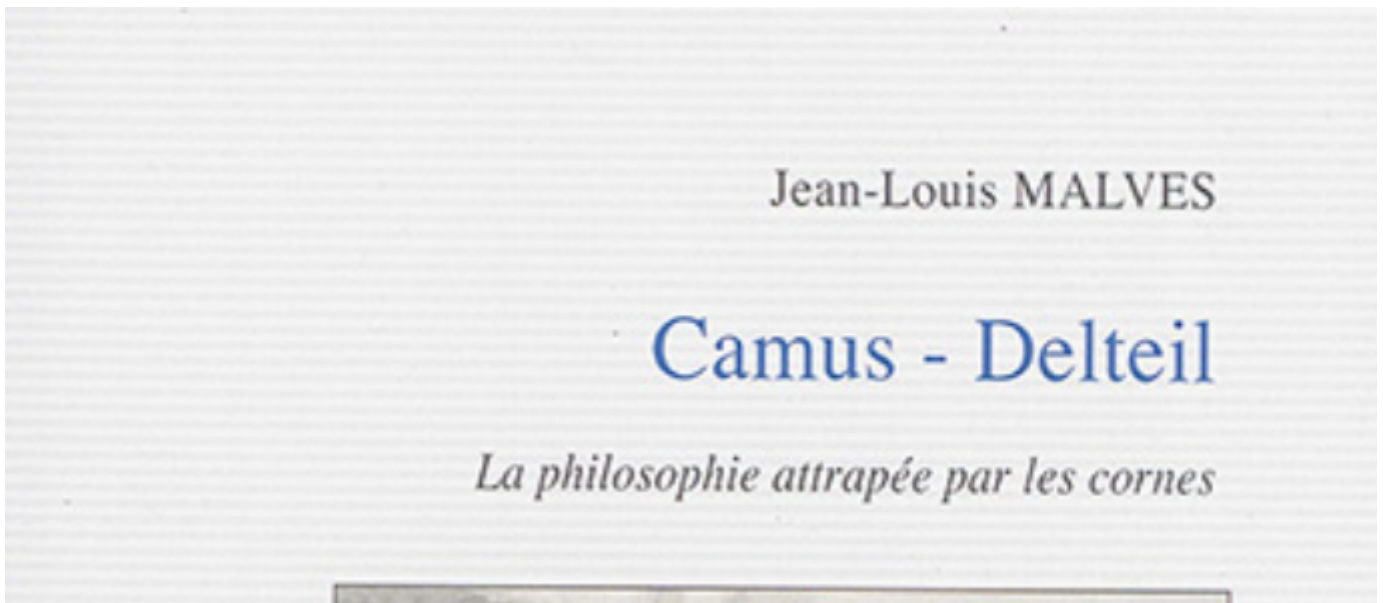 Jean-Louis MALVES
Camus - Delteil
La philosophie attrapée par les cornes